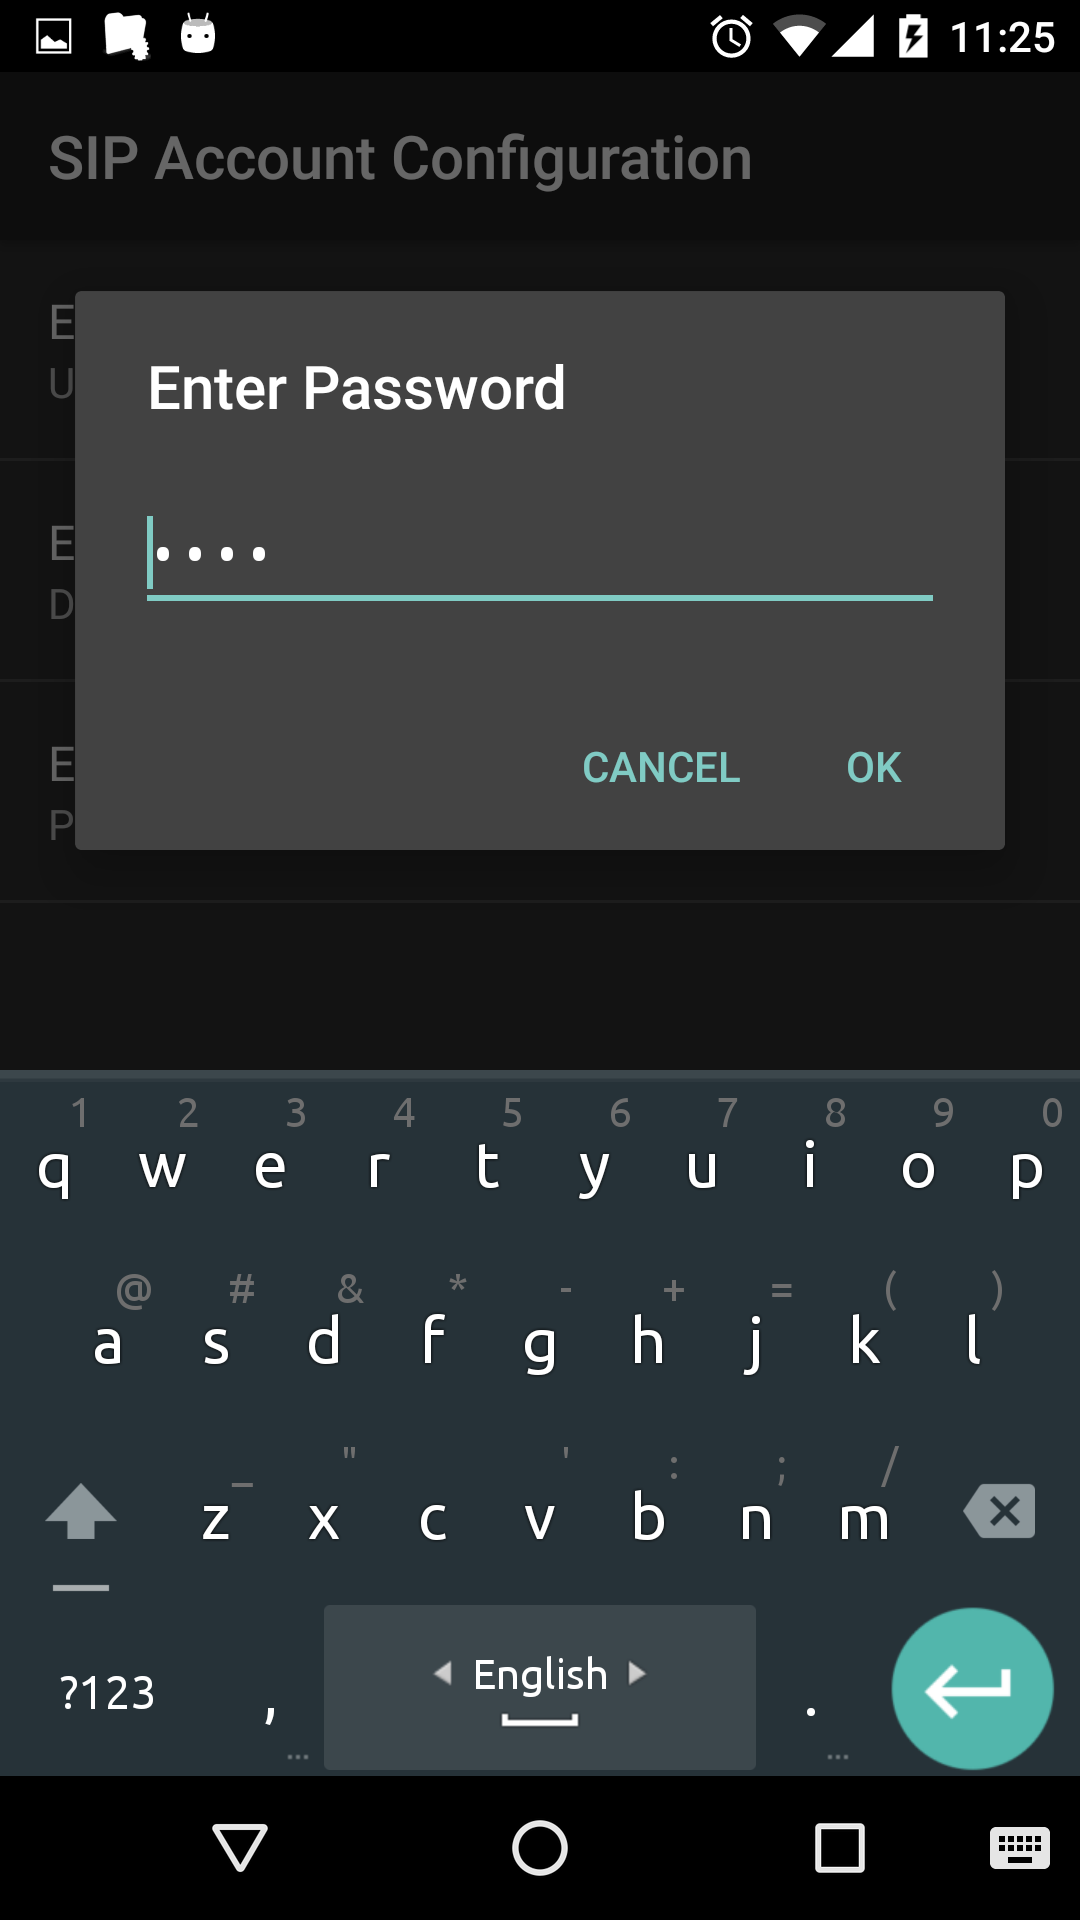 11:25
SIP Account Configuration
E
U
Enter Password
••••
E
D
CANCEL OK
E
P
1 2 3 4 5 6 7 8 9 0
q w e r t y u i o p
@ # & * - + = ( )
a s d f g h j k l
_ " ' : ; /
z x c v b n m
?123 , English .
... ...